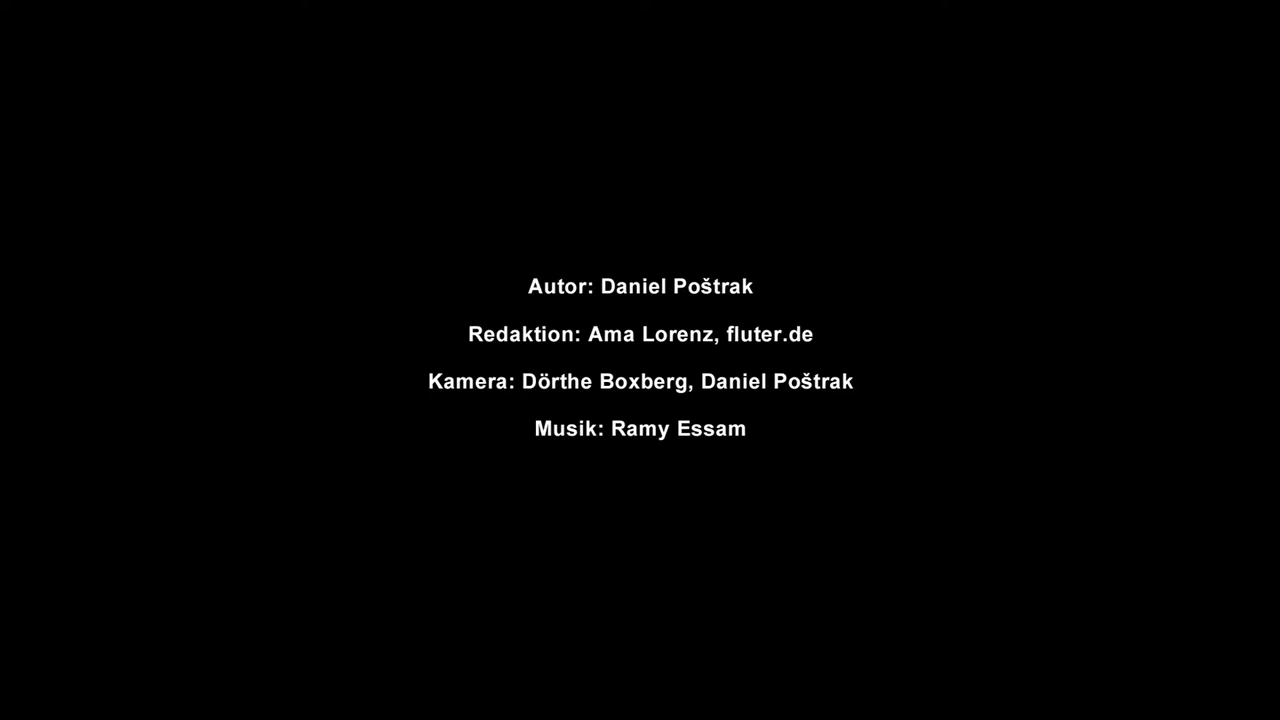 Autor: Daniel Poštrak
Redaktion: Ama Lorenz, fluter.de
Kamera: Dörthe Boxberg, Daniel Poštrak
Musik: Ramy Essam